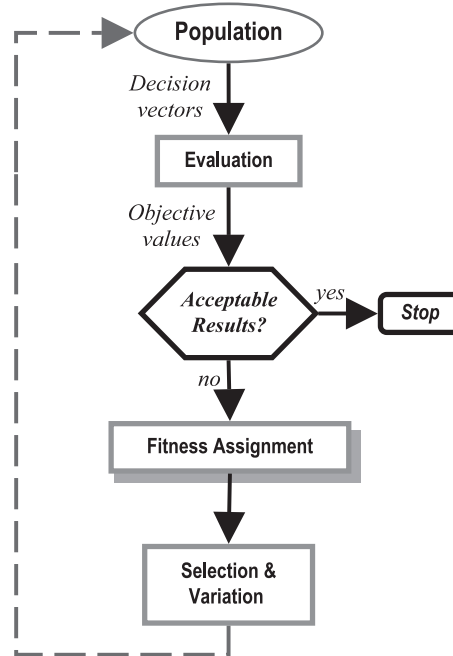 Population
Decision
vectors
Evaluation
Objective
values
Acceptable
Results?
yes
Stop
no
Fitness Assignment
Selection &
Variation